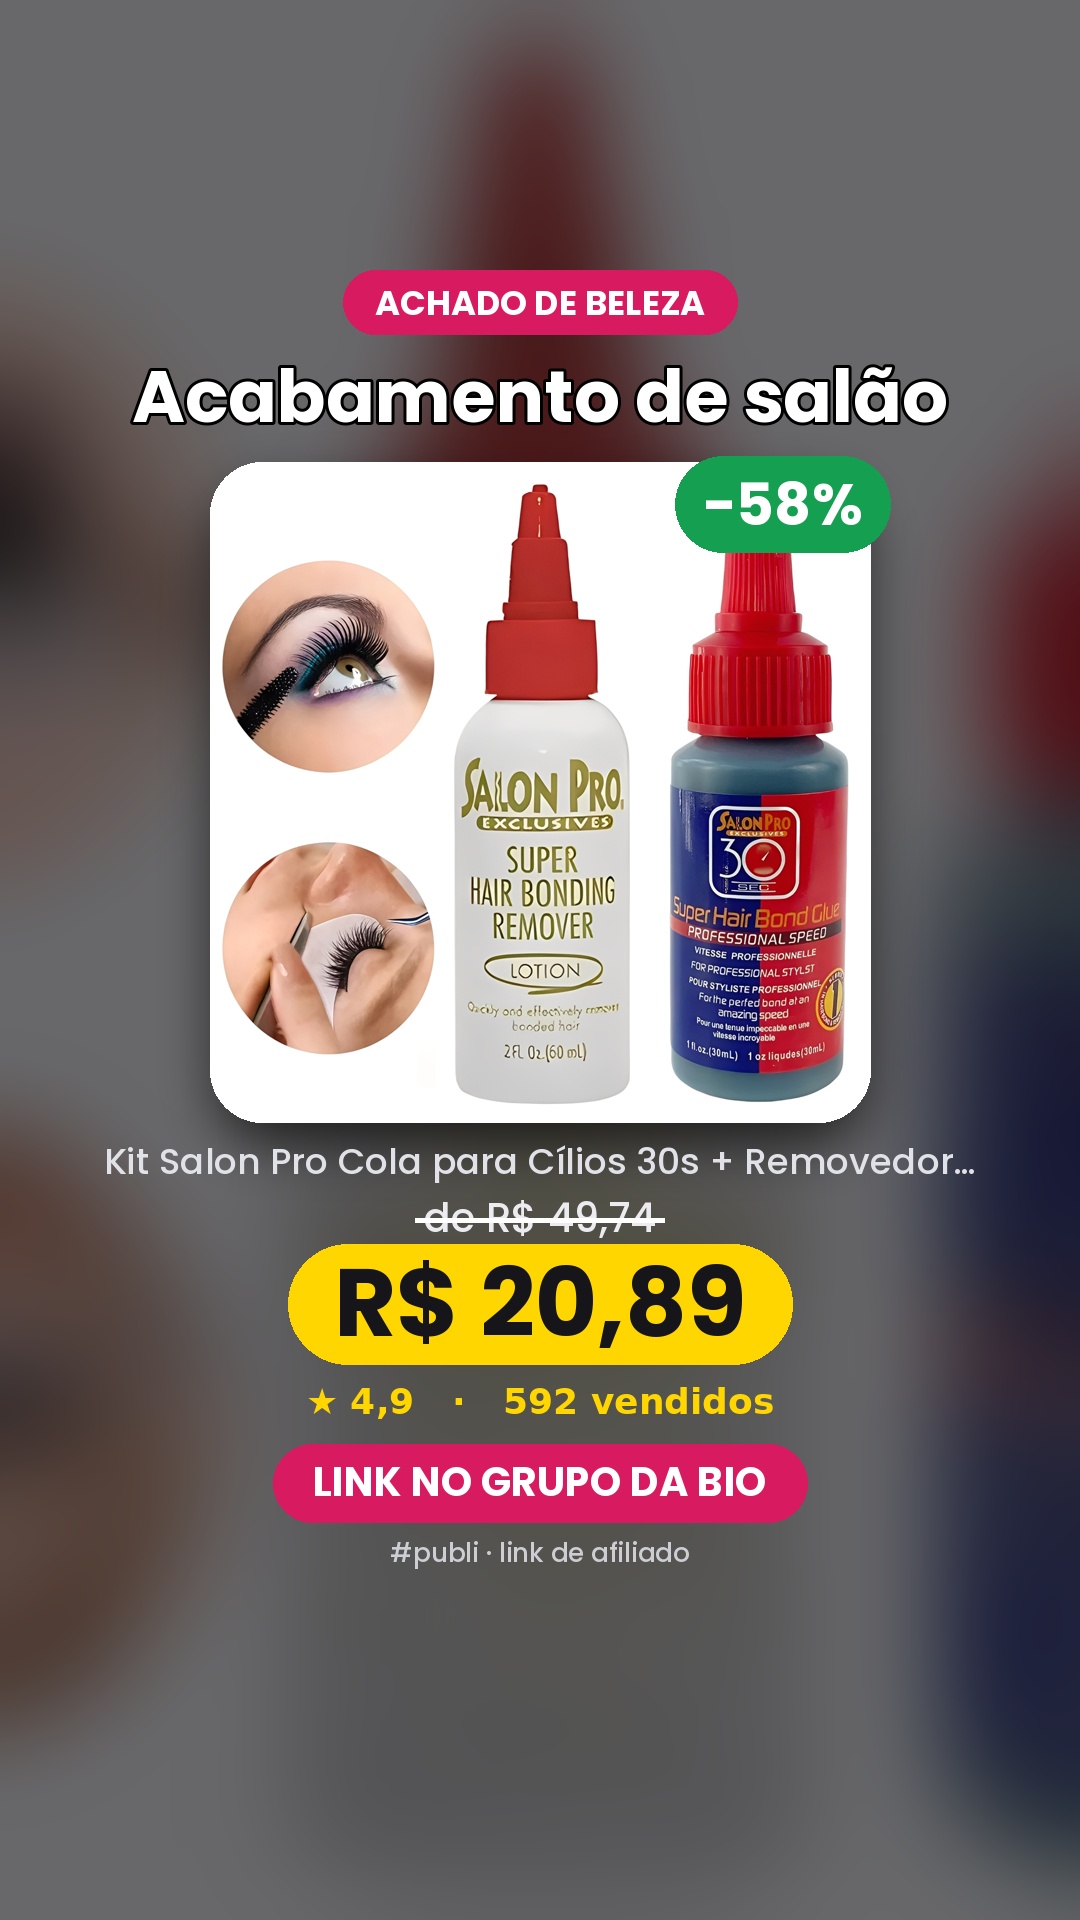 ACHADO DE BELEZA
Acabamento de salão
-58%
SALON PRO.
EXCLUSIVES
SUPER
HAIR BONDING
REMOVER
LOTION
Quickly and effectively remove
bonded hair
2FL Oz.(60 mL)
SALON PRO
EXCLUSIVES
30
SEC
Super Hair Bond Glue
PROFESSIONAL SPEED
VITESSE PROFESSIONNELLE
FOR PROFESSIONAL STYLST
POUR STYLISTE PROFESSIONNEL
For the perfed bond at an
amazing speed
Pour une tenue impeccable en une
vitesse incroyable
1 fl.oz.(30mL) 1 oz liqudes(30mL)
Kit Salon Pro Cola para Cílios 30s + Removedor...
de R$ 49,74
R$ 20,89
★ 4,9 · 592 vendidos
LINK NO GRUPO DA BIO
#publi · link de afiliado